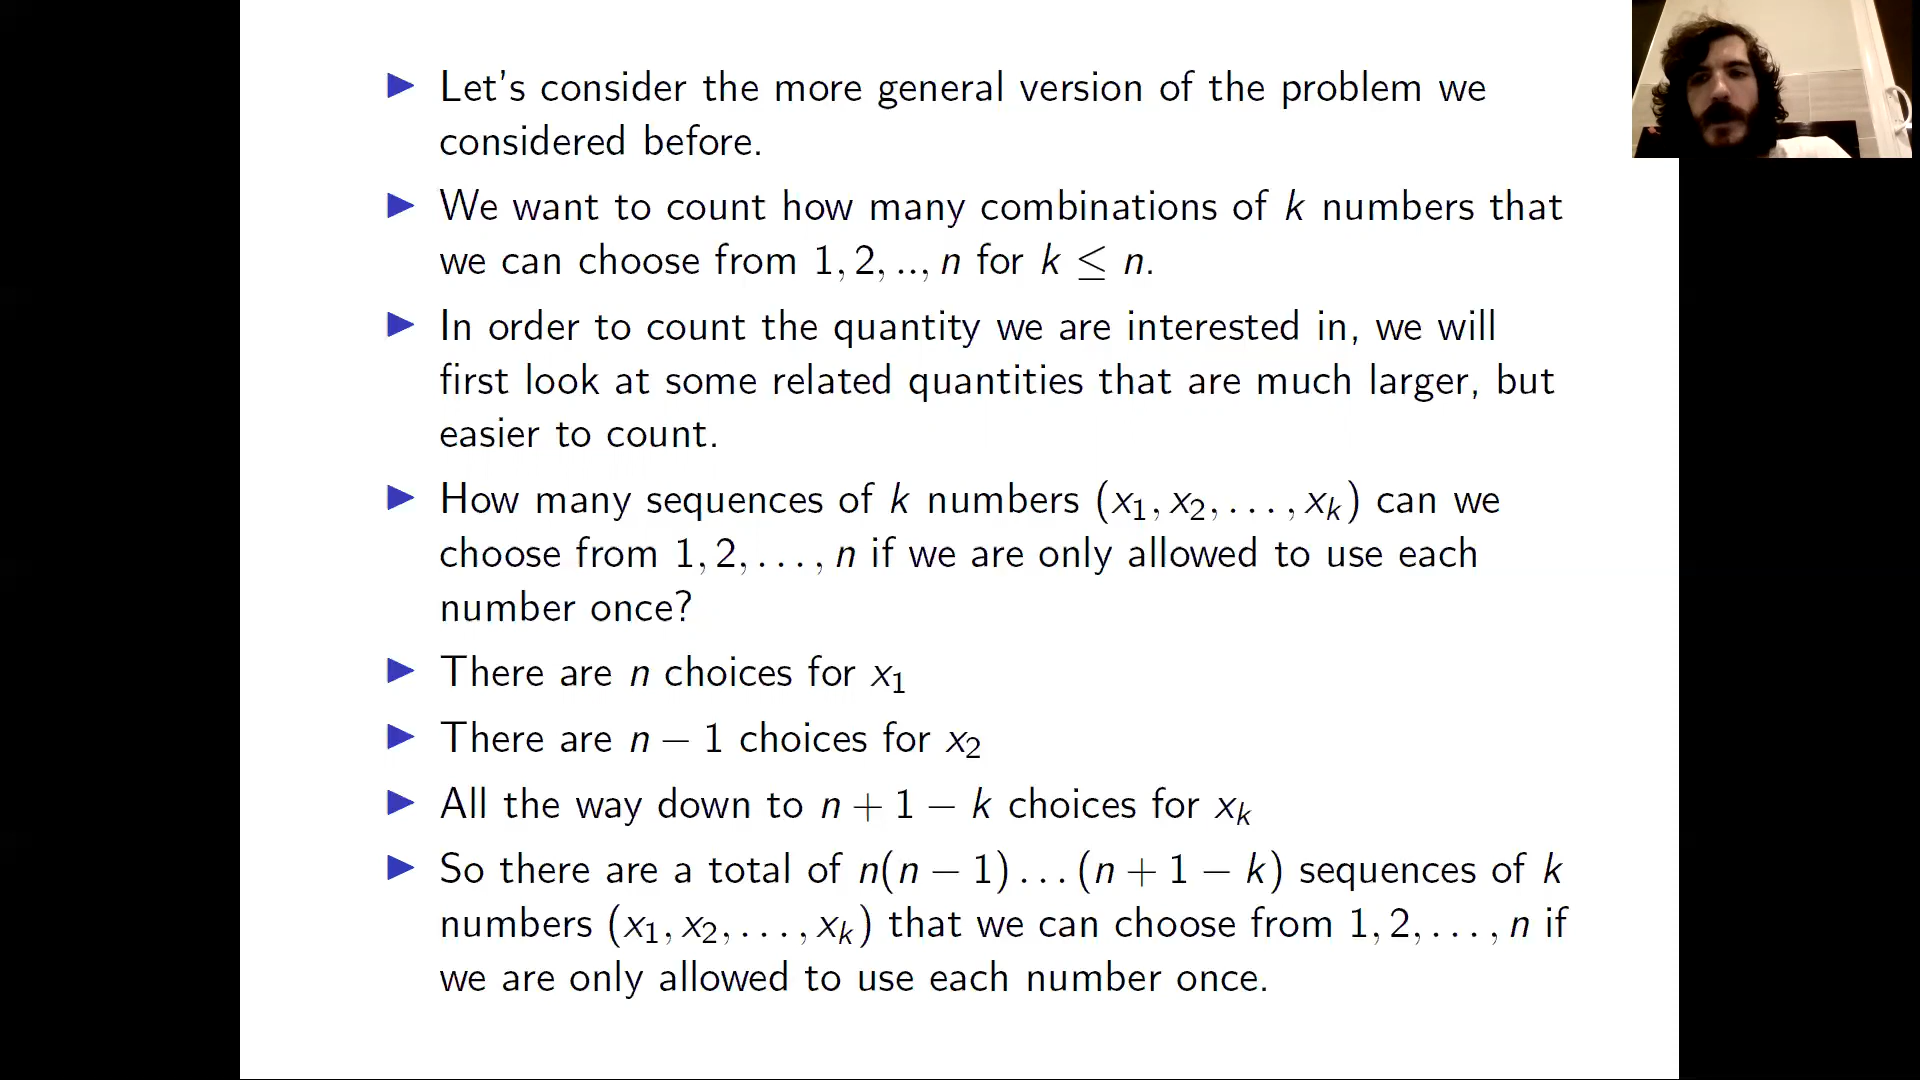 ▶ Let's consider the more general version of the problem we
considered before.
▶ We want to count how many combinations of k numbers that
we can choose from 1, 2, .., n for k ≤ n.
▶ In order to count the quantity we are interested in, we will
first look at some related quantities that are much larger, but
easier to count.
▶ How many sequences of k numbers (x₁, x₂, . . . , xₖ) can we
choose from 1, 2, . . . , n if we are only allowed to use each
number once?
▶ There are n choices for x₁
▶ There are n − 1 choices for x₂
▶ All the way down to n + 1 − k choices for xₖ
▶ So there are a total of n(n − 1) . . . (n + 1 − k) sequences of k
numbers (x₁, x₂, . . . , xₖ) that we can choose from 1, 2, . . . , n if
we are only allowed to use each number once.